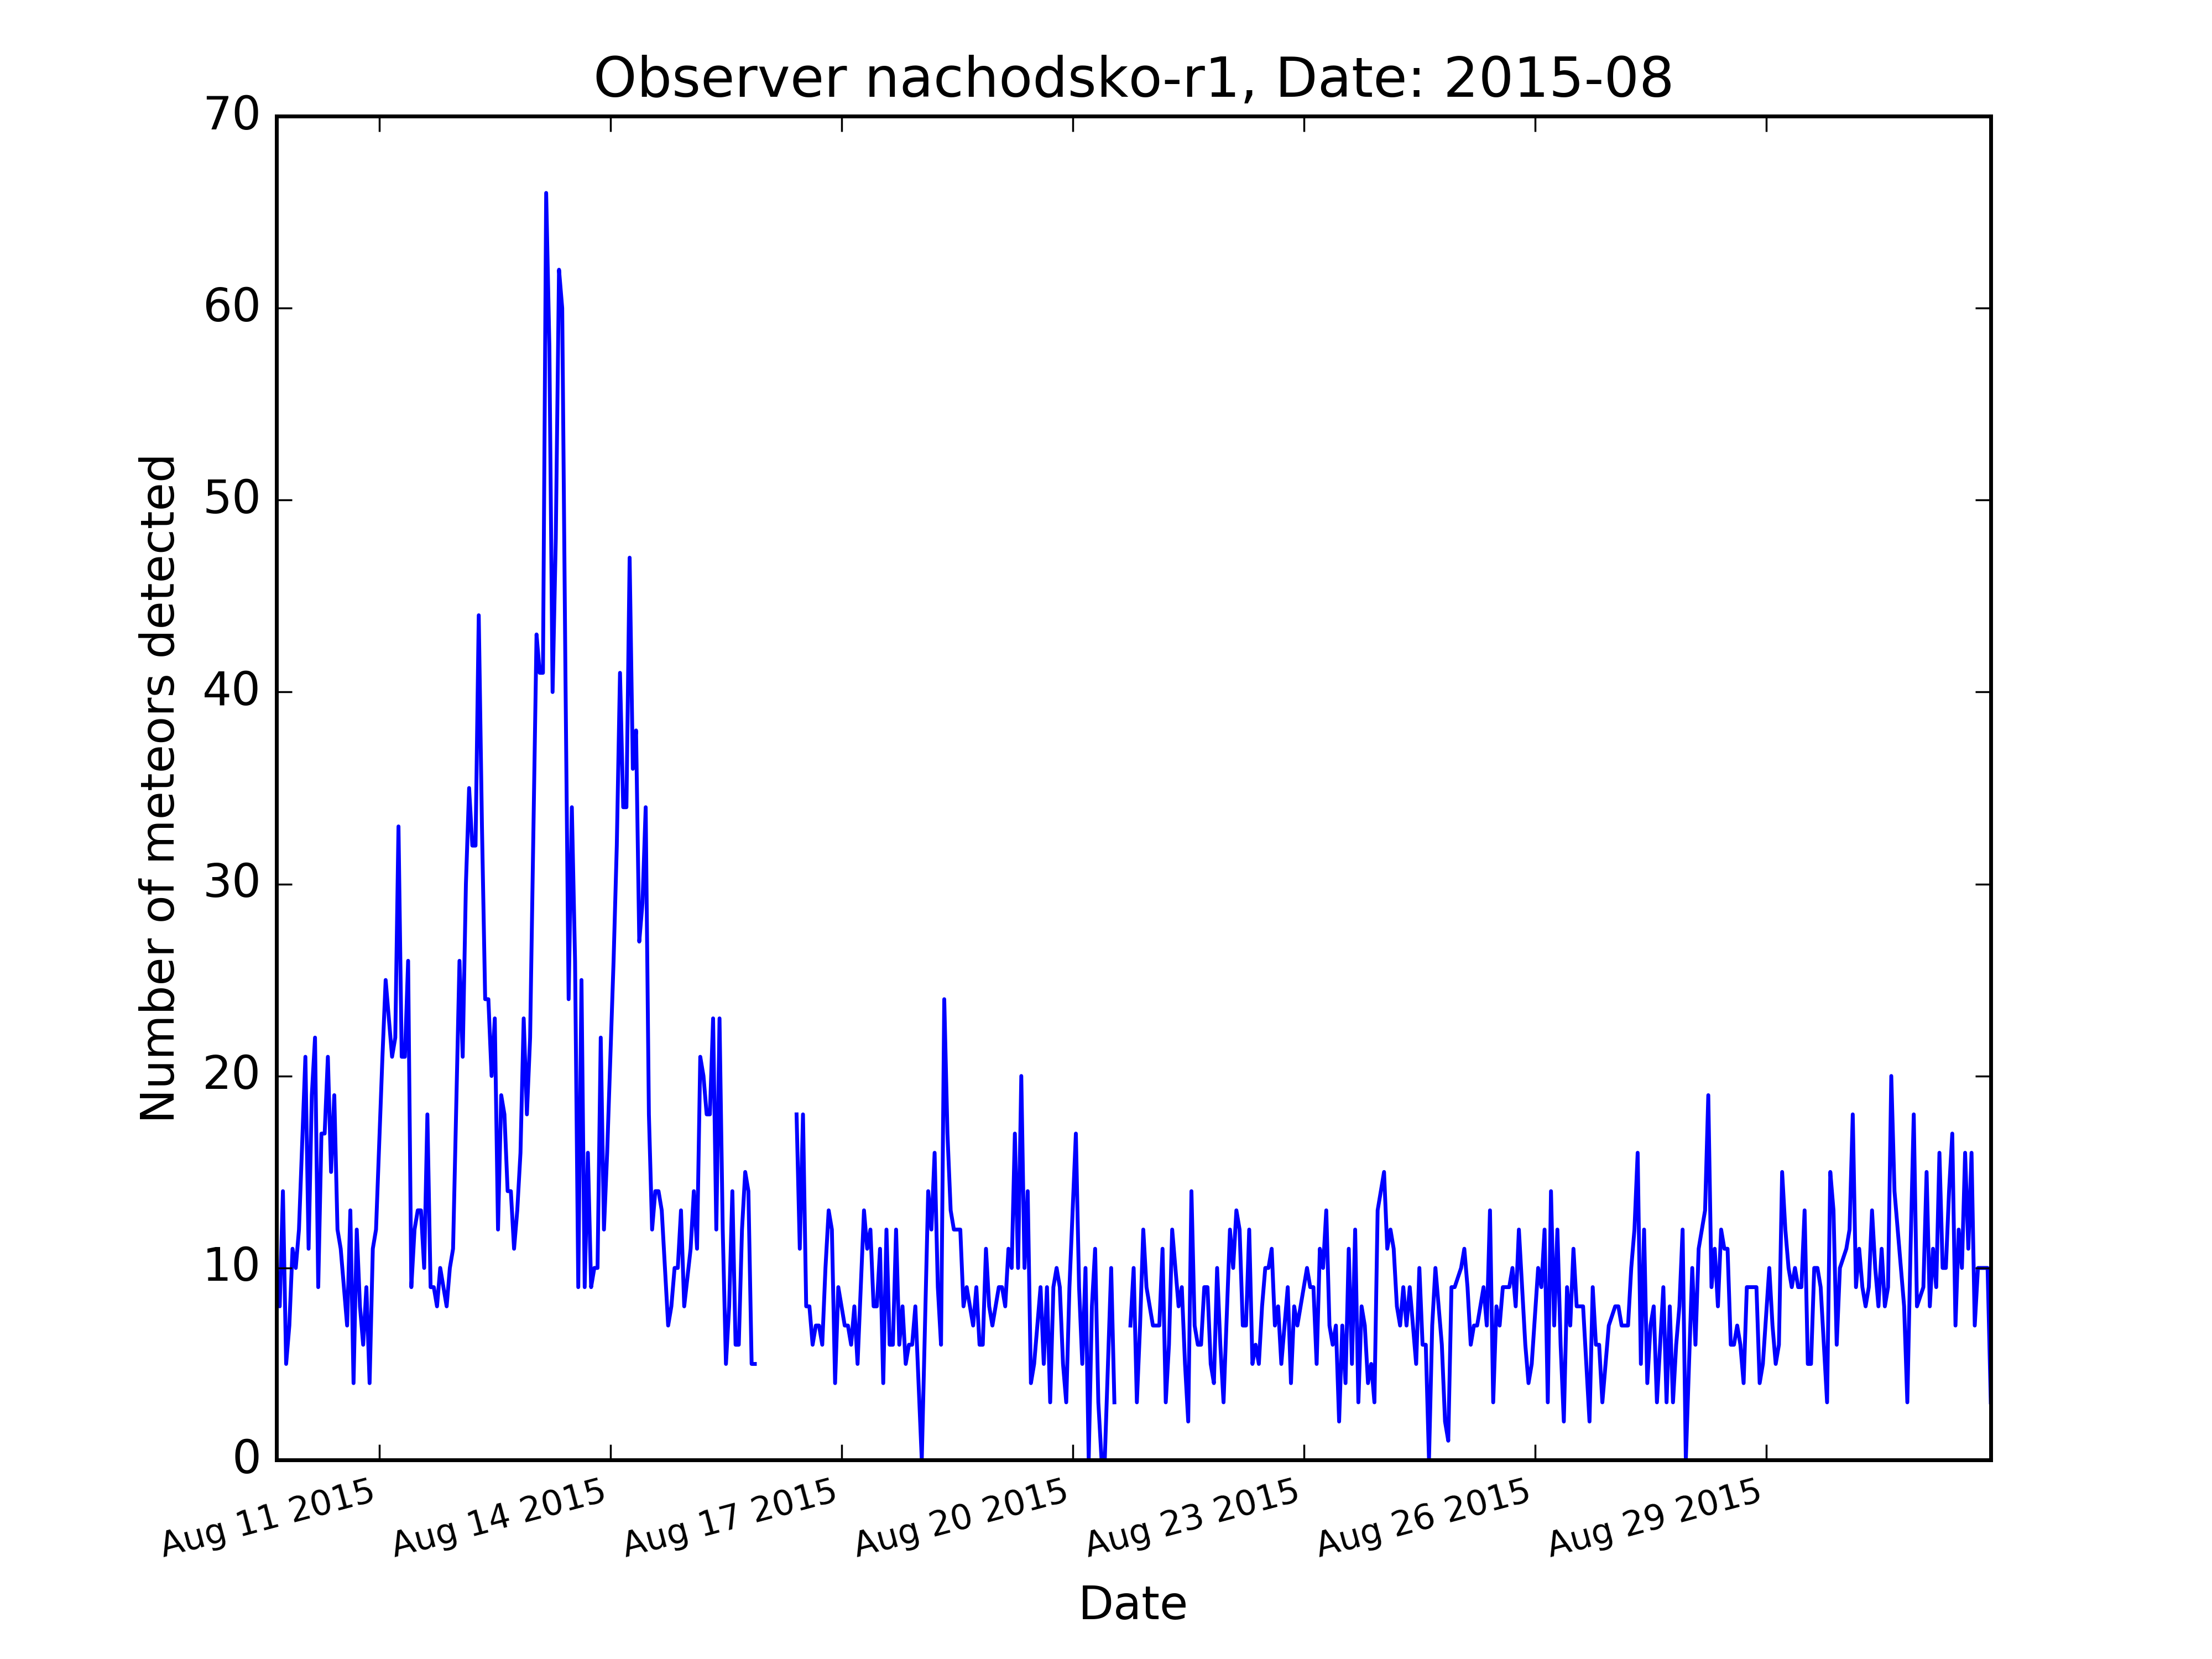 Observer nachodsko-r1, Date: 2015-08
70
60
50
40
30
20
10
0
Number of meteors detected
Aug 11 2015
Aug 14 2015
Aug 17 2015
Aug 20 2015
Aug 23 2015
Aug 26 2015
Aug 29 2015
Date